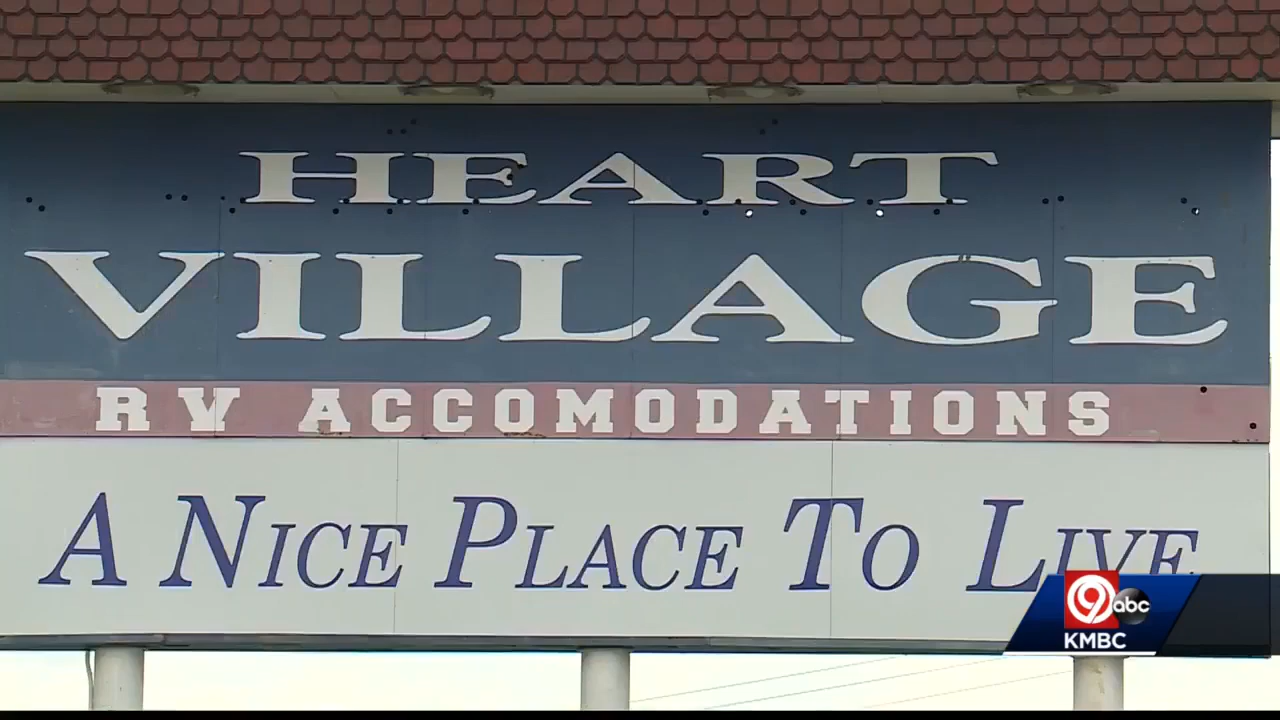 HEART
VILLAGE
RV ACCOMODATIONS
A NICE PLACE TO LIVE
9 abc
KMBC